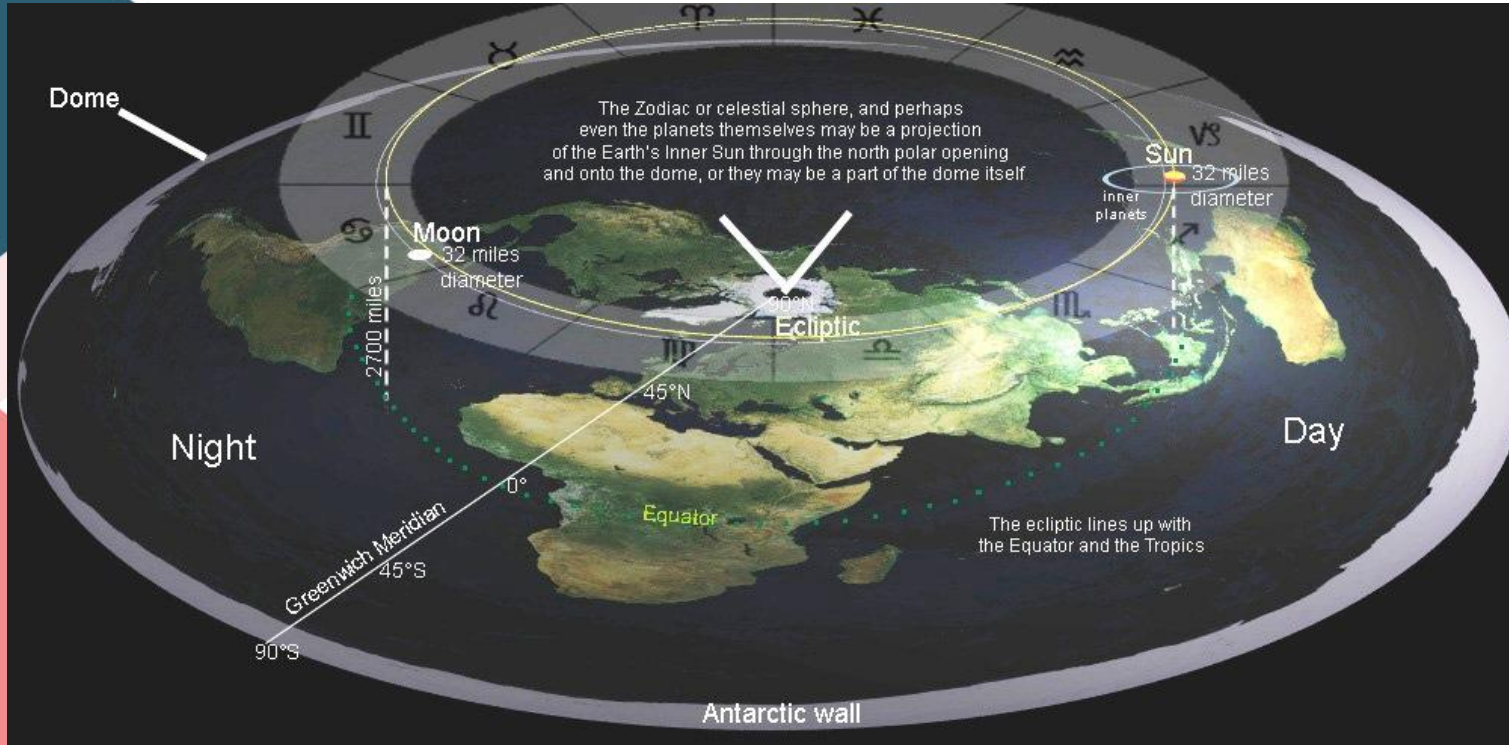 Dome
The Zodiac or celestial sphere, and perhaps
even the planets themselves may be a projection
of the Earth's Inner Sun through the north polar opening
and onto the dome, or they may be a part of the dome itself
♈
♓
♉
♒
♊
♑
Sun
32 miles
diameter
inner
planets
♋
Moon
32 miles
diameter
♐
♌
♏
90°N
Ecliptic
♍
♎
2700 miles
45°N
Night
Day
0°
Equator
The ecliptic lines up with
the Equator and the Tropics
Greenwich Meridian
45°S
90°S
Antarctic wall